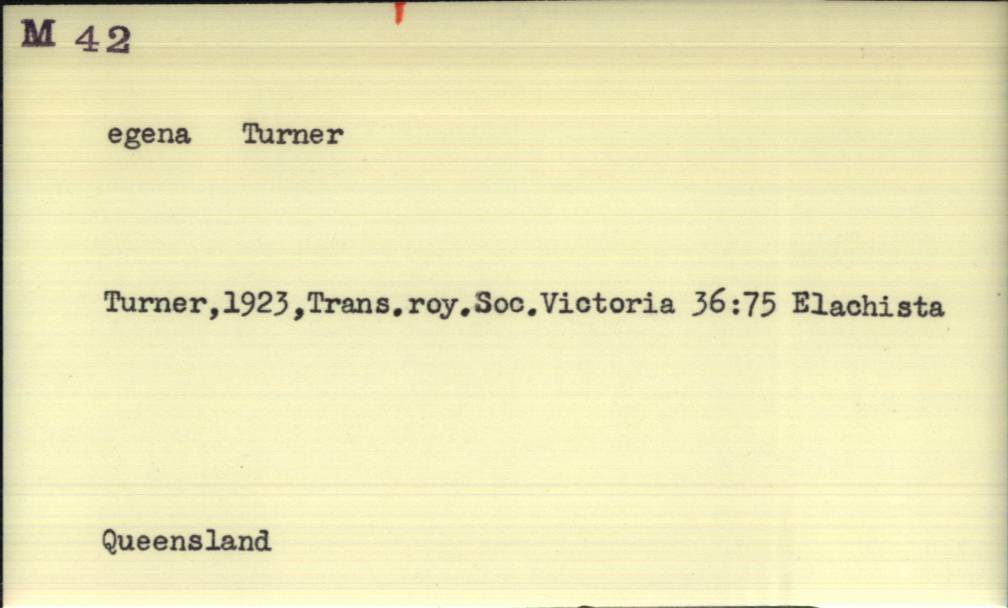 M 42
egena Turner
Turner,1923,Trans.roy.Soc.Victoria 36:75 Elachista
Queensland